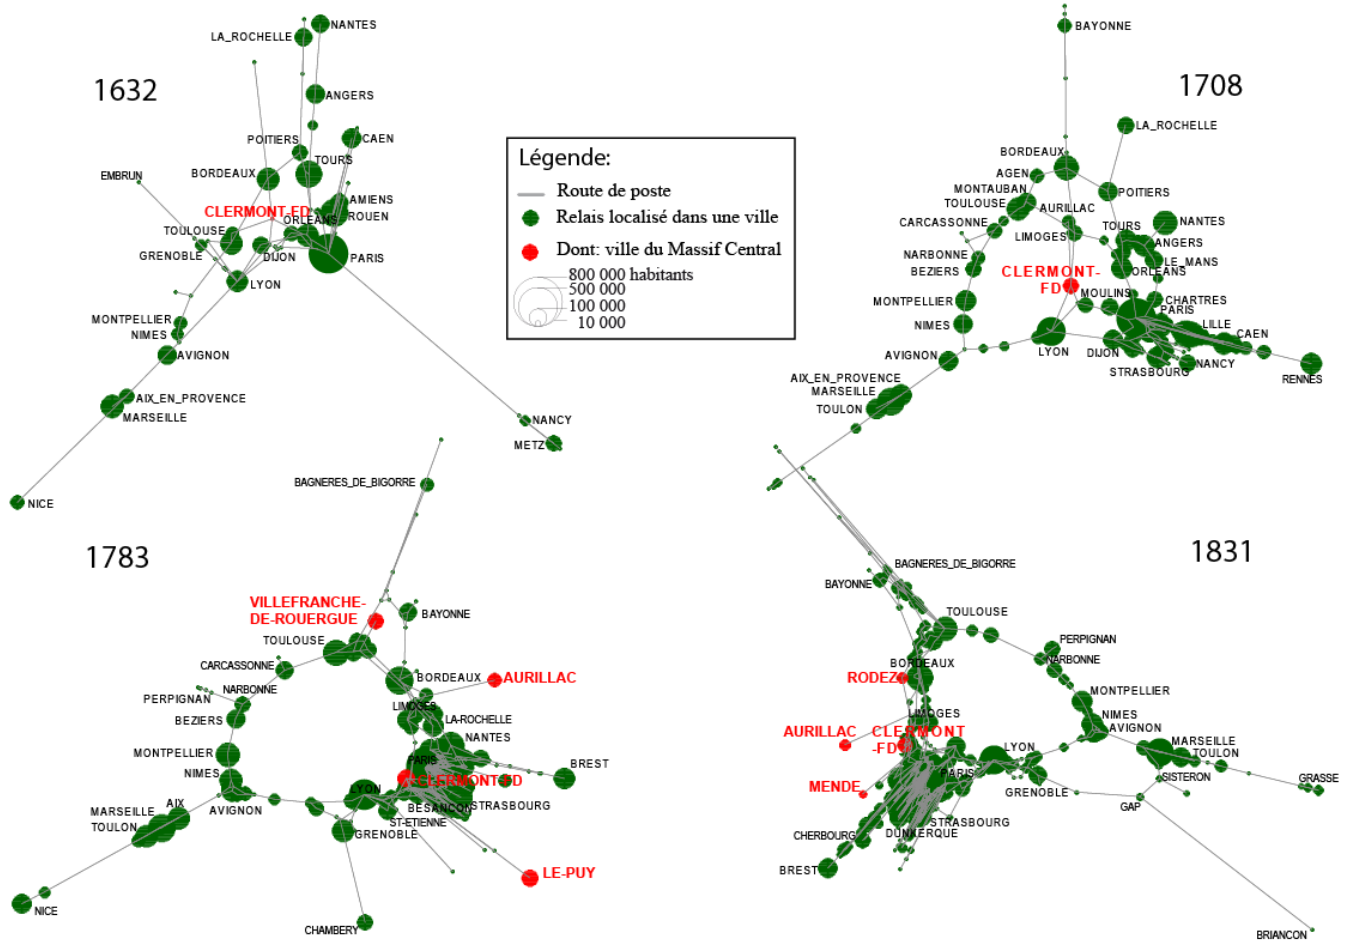 1632
NANTES
LA_ROCHELLE
ANGERS
CAEN
POITIERS
TOURS
EMBRUN
BORDEAUX
AMIENS
CLERMONT-FD
ROUEN
ORLEANS
TOULOUSE
GRENOBLE
DIJON
PARIS
LYON
MONTPELLIER
NIMES
AVIGNON
AIX_EN_PROVENCE
MARSEILLE
NANCY
METZ
NICE
Légende:
Route de poste
Relais localisé dans une ville
Dont: ville du Massif Central
800 000 habitants
500 000
100 000
10 000
1708
BAYONNE
LA_ROCHELLE
BORDEAUX
AGEN
POITIERS
MONTAUBAN
TOULOUSE
AURILLAC
CARCASSONNE
LIMOGES
TOURS
NANTES
ANGERS
NARBONNE
LE_MANS
BEZIERS
CLERMONT-
FD
ORLEANS
MONTPELLIER
MOULINS
CHARTRES
PARIS
NIMES
LILLE
CAEN
LYON
DIJON
AVIGNON
NANCY
STRASBOURG
RENNES
AIX_EN_PROVENCE
MARSEILLE
TOULON
1783
BAGNERES_DE_BIGORRE
VILLEFRANCHE-
DE-ROUERGUE
BAYONNE
TOULOUSE
CARCASSONNE
BORDEAUX
AURILLAC
NARBONNE
PERPIGNAN
LIMOGES
BEZIERS
LA-ROCHELLE
NANTES
MONTPELLIER
PARIS
BREST
NIMES
CLERMONT-FD
LYON
AIX
MARSEILLE
AVIGNON
BESANCON
STRASBOURG
TOULON
ST-ETIENNE
GRENOBLE
LE-PUY
NICE
CHAMBERY
1831
BAGNERES_DE_BIGORRE
BAYONNE
TOULOUSE
PERPIGNAN
NARBONNE
BORDEAUX
RODEZ
MONTPELLIER
LIMOGES
NIMES
AURILLAC
CLERMONT
-FD
AVIGNON
MARSEILLE
LYON
TOULON
PARIS
SISTERON
MENDE
GRENOBLE
GRASSE
GAP
STRASBOURG
CHERBOURG
DUNKERQUE
BREST
BRIANCON